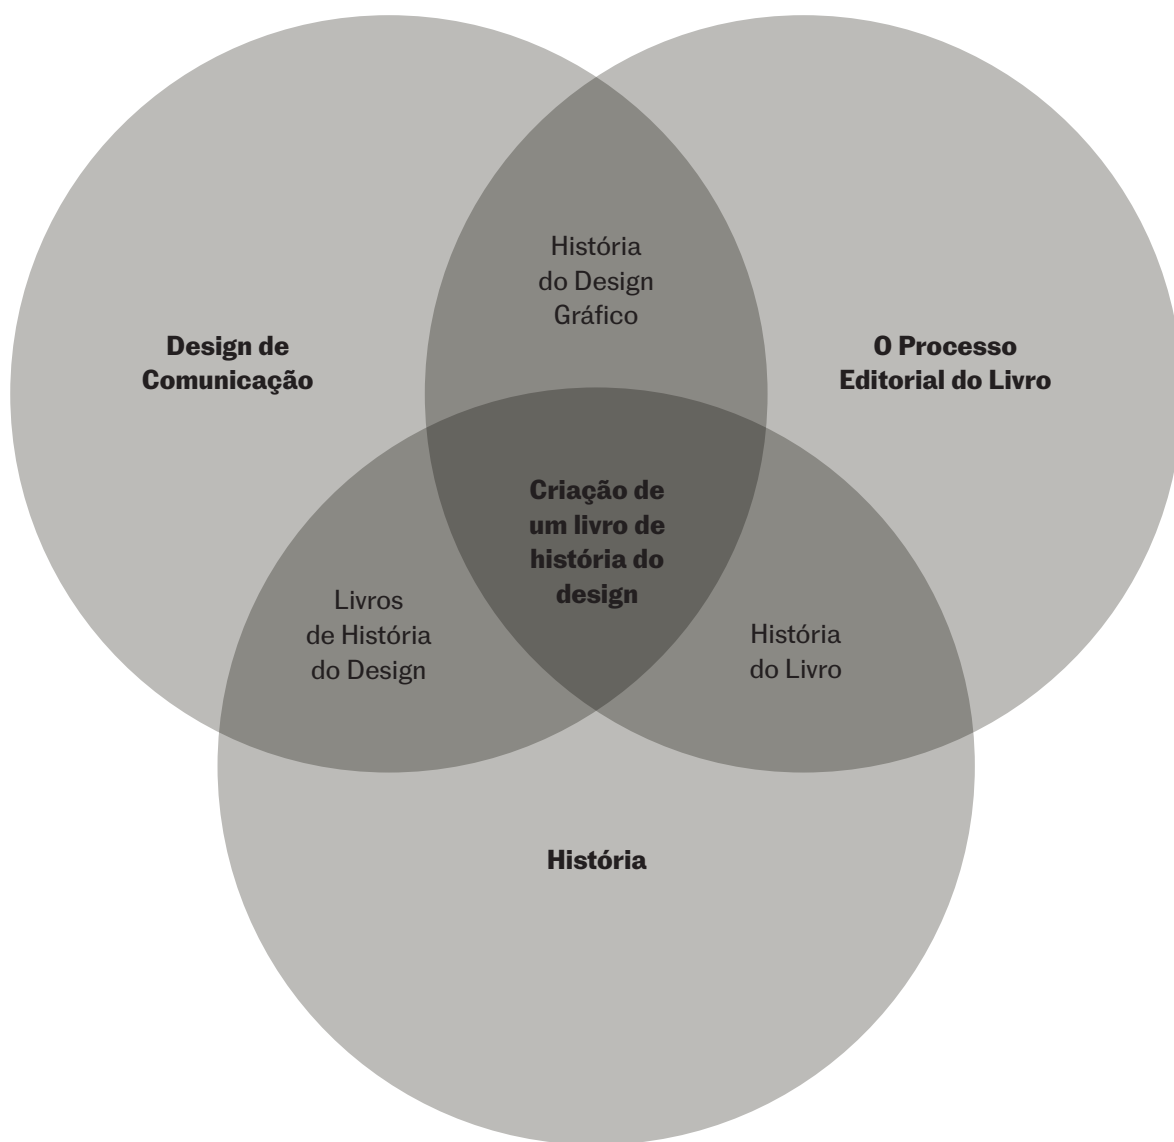 História
do Design
Gráfico
Design de
Comunicação
O Processo
Editorial do Livro
Criação de
um livro de
história do
design
Livros
de História
do Design
História
do Livro
História